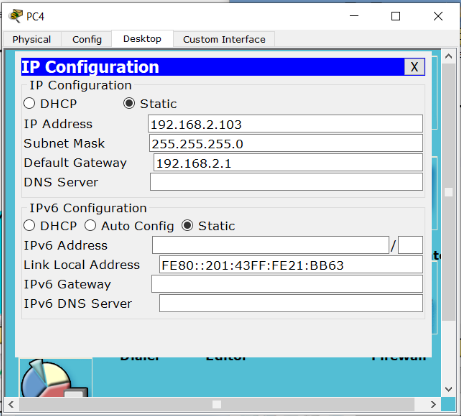 PC4
Physical Config Desktop Custom Interface
IP Configuration X
IP Configuration
DHCP Static
IP Address 192.168.2.103
Subnet Mask 255.255.255.0
Default Gateway 192.168.2.1
DNS Server
IPv6 Configuration
DHCP Auto Config Static
IPv6 Address /
Link Local Address FE80::201:43FF:FE21:BB63
IPv6 Gateway
IPv6 DNS Server
Dialer Editor Firewall